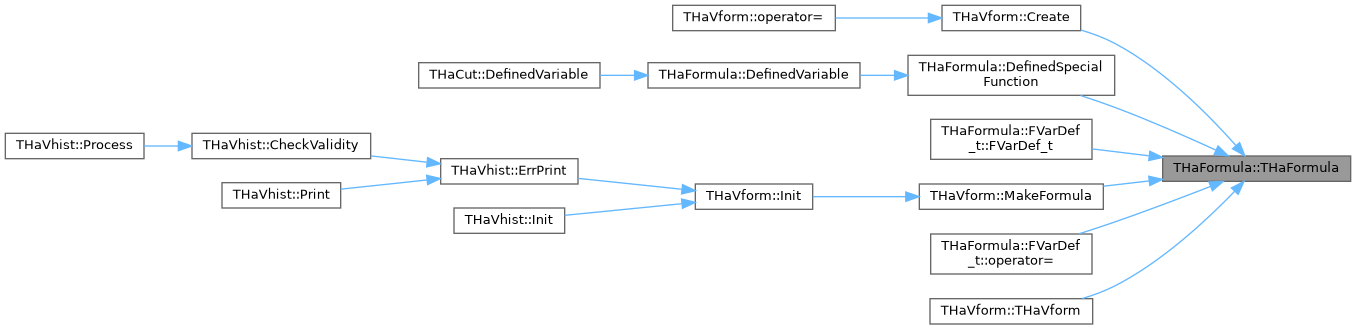 THaVform::operator=
THaVform::Create
THaCut::DefinedVariable
THaFormula::DefinedVariable
THaFormula::DefinedSpecial
Function
THaFormula::FVarDef
_t::FVarDef_t
THaVhist::Process
THaVhist::CheckValidity
THaVhist::ErrPrint
THaFormula::THaFormula
THaVhist::Print
THaVform::Init
THaVform::MakeFormula
THaVhist::Init
THaFormula::FVarDef
_t::operator=
THaVform::THaVform